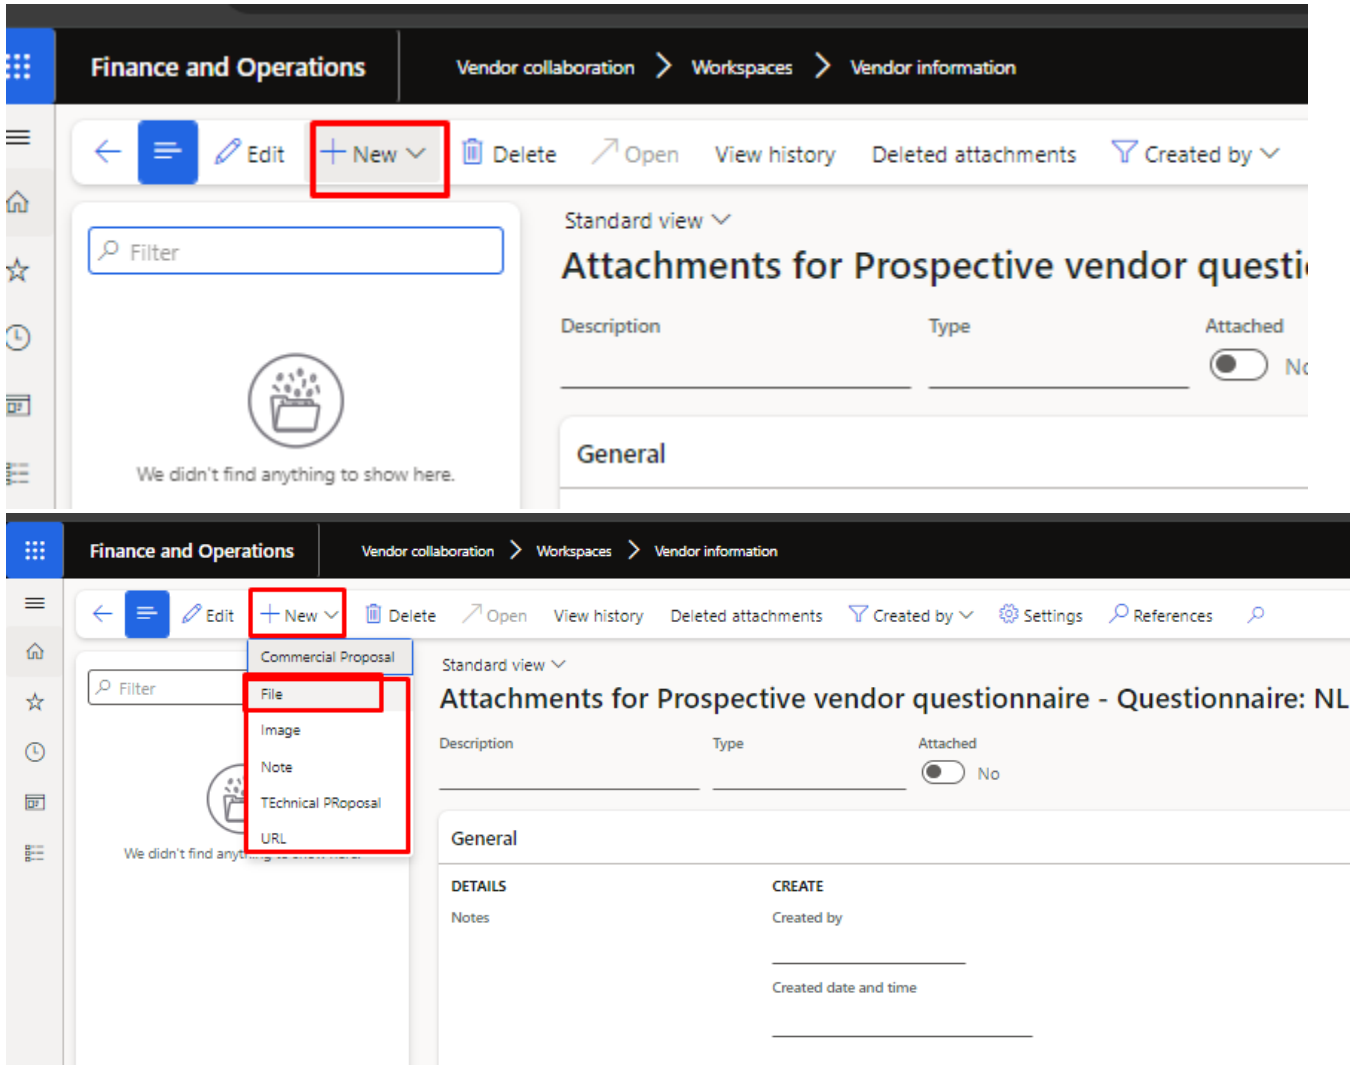 Finance and Operations Vendor collaboration Workspaces Vendor information
Edit New Delete Open View history Deleted attachments Created by
Filter
Standard view
Attachments for Prospective vendor questi
Description Type Attached
No
We didn't find anything to show here.
General
Finance and Operations Vendor collaboration Workspaces Vendor information
Edit New Delete Open View history Deleted attachments Created by Settings References
Commercial Proposal
File
Image
Note
TEchnical PRoposal
URL
Filter
We didn't find anyt
Standard view
Attachments for Prospective vendor questionnaire - Questionnaire: NL
Description Type Attached
No
General
DETAILS CREATE
Notes Created by
Created date and time